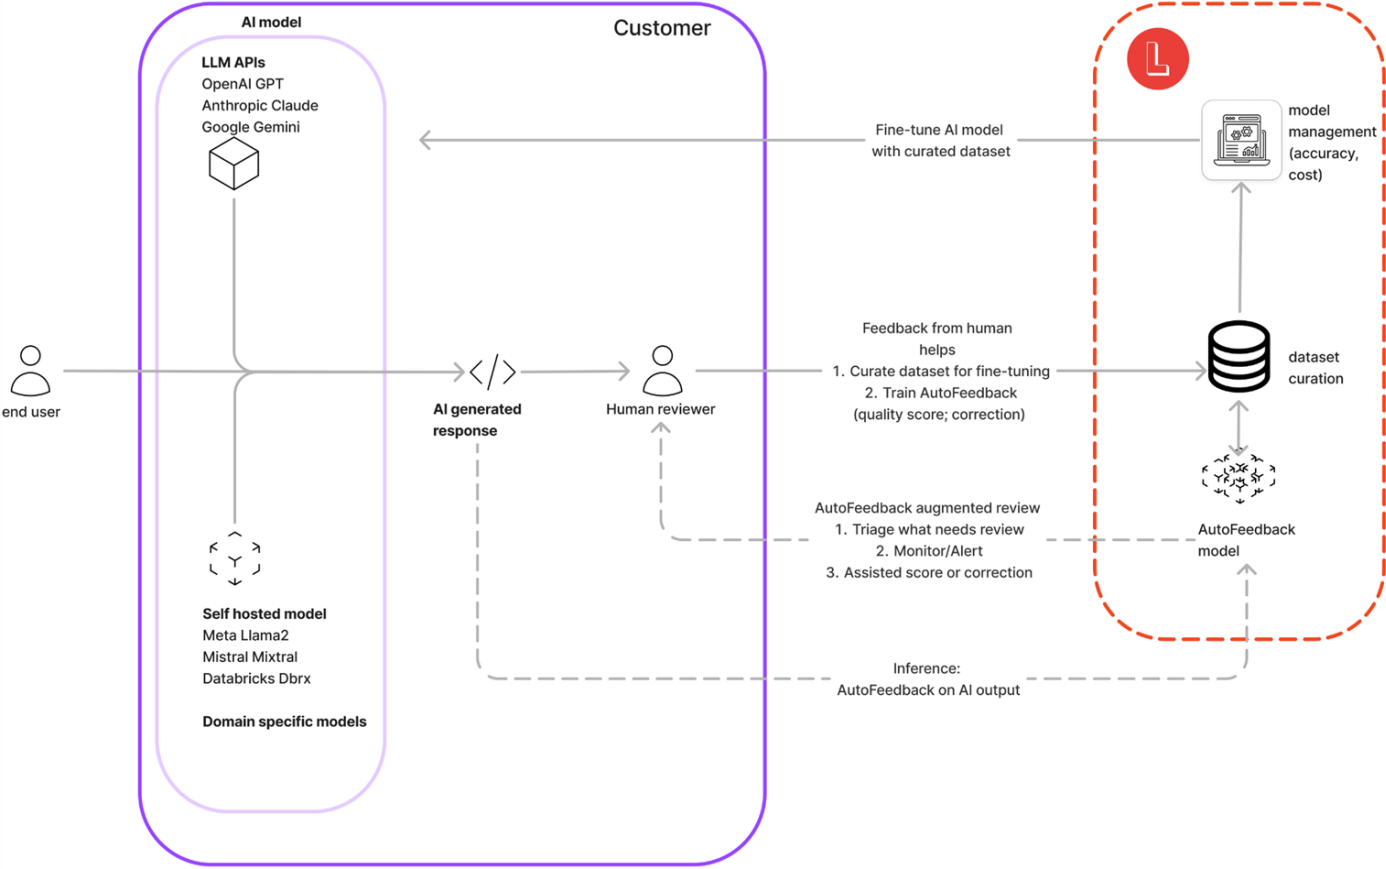 AI model
Customer
LLM APIs
OpenAI GPT
Anthropic Claude
Google Gemini
L
model
management
(accuracy,
cost)
Fine-tune AI model
with curated dataset
end user
</>
AI generated
response
Human reviewer
Feedback from human
helps
1. Curate dataset for fine-tuning
2. Train AutoFeedback
(quality score; correction)
dataset
curation
AutoFeedback augmented review
1. Triage what needs review
2. Monitor/Alert
3. Assisted score or correction
AutoFeedback
model
Self hosted model
Meta Llama2
Mistral Mixtral
Databricks Dbrx
Domain specific models
Inference:
AutoFeedback on AI output